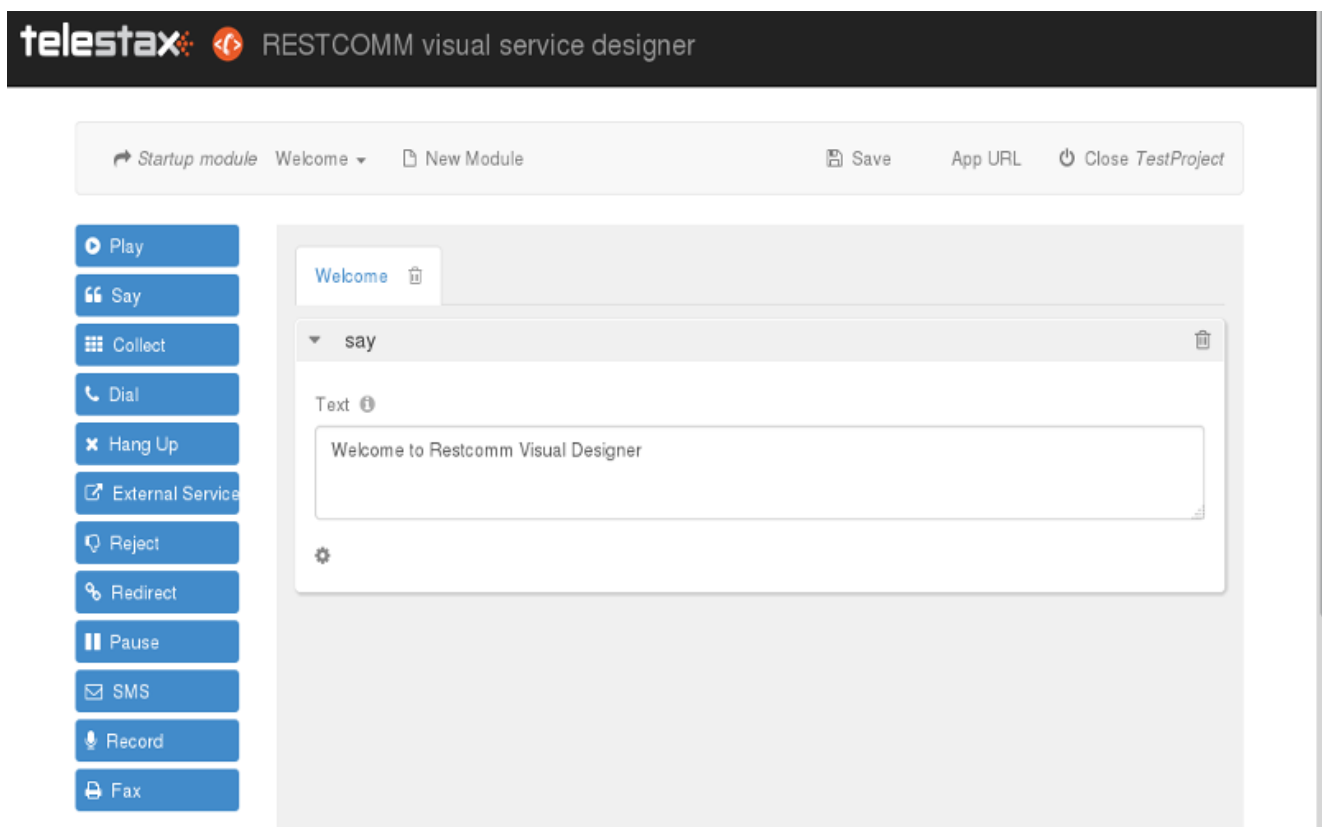 telestax RESTCOMM visual service designer
Startup module Welcome New Module Save App URL Close TestProject
Play
Say
Collect
Dial
Hang Up
External Service
Reject
Redirect
Pause
SMS
Record
Fax
Welcome
say
Text
Welcome to Restcomm Visual Designer